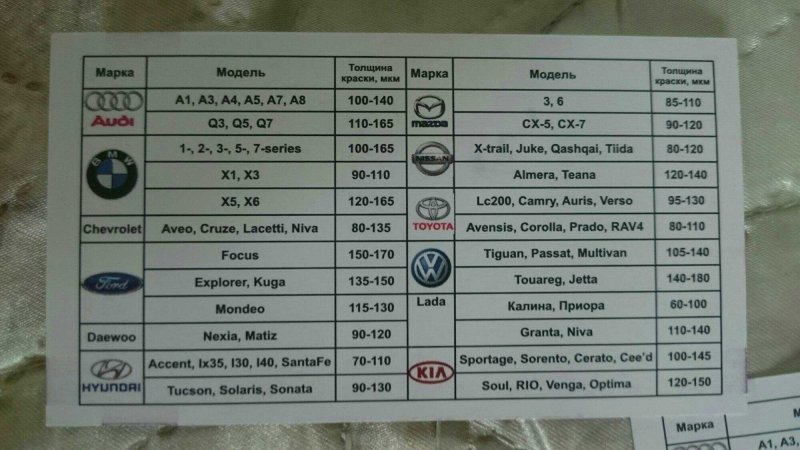 Марка Модель Толщина краски, мкм Марка Модель Толщина краски, мкм
Audi A1, A3, A4, A5, A7, A8 100-140 mazda 3, 6 85-110
Q3, Q5, Q7 110-165 CX-5, CX-7 90-120
BMW 1-, 2-, 3-, 5-, 7-series 100-165 NISSAN X-trail, Juke, Qashqai, Tiida 80-120
X1, X3 90-110 Almera, Teana 120-140
X5, X6 120-165 TOYOTA Lc200, Camry, Auris, Verso 95-130
Chevrolet Aveo, Cruze, Lacetti, Niva 80-135 Avensis, Corolla, Prado, RAV4 80-110
Ford Focus 150-170 Tiguan, Passat, Multivan 105-140
Explorer, Kuga 135-150 Touareg, Jetta 140-180
Mondeo 115-130 Lada Калина, Приора 60-100
Daewoo Nexia, Matiz 90-120 Granta, Niva 110-140
HYUNDAI Accent, Ix35, I30, I40, SantaFe 70-110 KIA Sportage, Sorento, Cerato, Cee'd 100-145
Tucson, Solaris, Sonata 90-130 Soul, RIO, Venga, Optima 120-150
Марка
A1, A3,